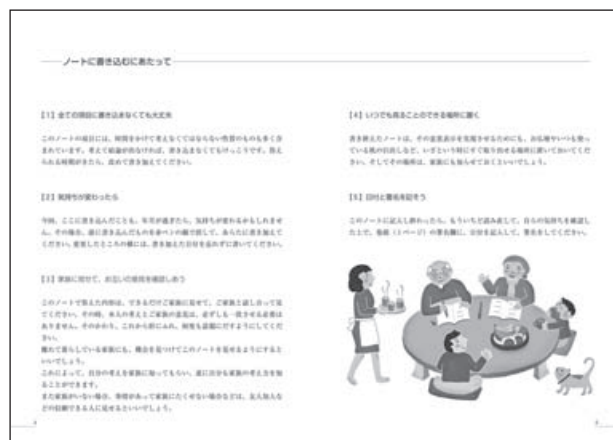 ノートに書き込むにあたって
【1】全ての項目に書き込まなくても大丈夫
このノートの項目には、時間をかけて考えなくてはならない性質のものも多く含
まれています。考えて結論が出なければ、書き込まなくてもけっこうです。答え
られる時期がきたら、改めて書き加えてください。
【2】気持ちが変わったら
今回、ここに書き込んだことも、年月が過ぎたら、気持ちが変わるかもしれませ
ん。その場合、前に書き込んだものを赤ペンの線で消して、あらたに書き加えて
ください。変更したところの横には、書き加えた日付を忘れずに書いてください。
【3】家族に見せて、お互いの意見を確認しあう
このノートで答えた内容は、できるだけご家族に見せて、ご家族と話し合って見
てください。その時、本人の考えとご家族の意見は、必ずしも一致させる必要は
ありません。そのかわり、これから折にふれ、何度も話題にだすようにしてくだ
さい。
離れて暮らしている家族にも、機会を見つけてこのノートを見せるようにすると
いいでしょう。
これによって、自分の考えを家族に知ってもらい、逆に自分も家族の考え方を知
ることができます。
また家族がいない場合、事情があって家族にたくせない場合などは、友人知人な
どの信頼できる人に見せるといいでしょう。
【4】いつでも見ることのできる場所に置く
書き終えたノートは、その意思表示を実現させるためにも、お仏壇やいつも使っ
ている机の引出しなど、いざという時にすぐ取り出せる場所に置いておいてくだ
さい。そしてその場所は、家族にも知らせておくといいでしょう。
【5】日付と署名を記そう
このノートに記入し終わったら、もういちど読み直して、自らの気持ちを確認し
た上で、巻頭（1ページ）の署名欄に、日付を記入して、署名をしてください。